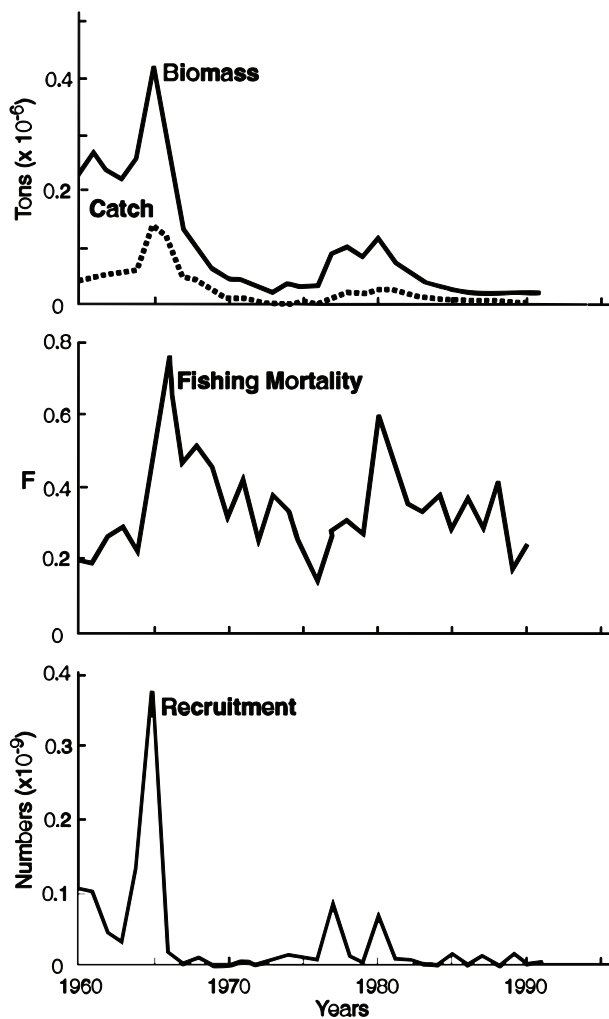 Biomass
0.4
Tons (x 10-6)
0.2
Catch
0
0.8
Fishing Mortality
0.6
F
0.4
0.2
0
0.4
Recruitment
0.3
Numbers (x10-9)
0.2
0.1
0
1960 1970 1980 1990
Years